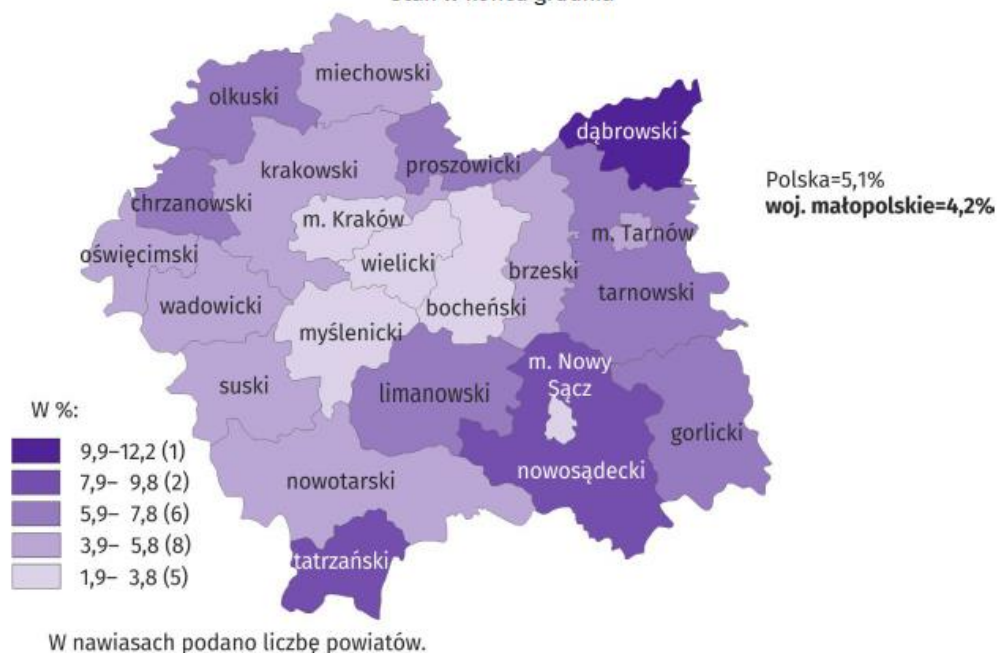 Stan w końcu grudnia
miechowski
olkuski
dąbrowski
krakowski
proszowicki
Polska=5,1%
woj. małopolskie=4,2%
chrzanowski
m. Kraków
m. Tarnów
oświęcimski
wielicki
brzeski
tarnowski
wadowicki
bocheński
myślenicki
m. Nowy
Sącz
suski
limanowski
gorlicki
nowosądecki
nowotarski
tatrzański
W %:
9,9–12,2 (1)
7,9– 9,8 (2)
5,9– 7,8 (6)
3,9– 5,8 (8)
1,9– 3,8 (5)
W nawiasach podano liczbę powiatów.